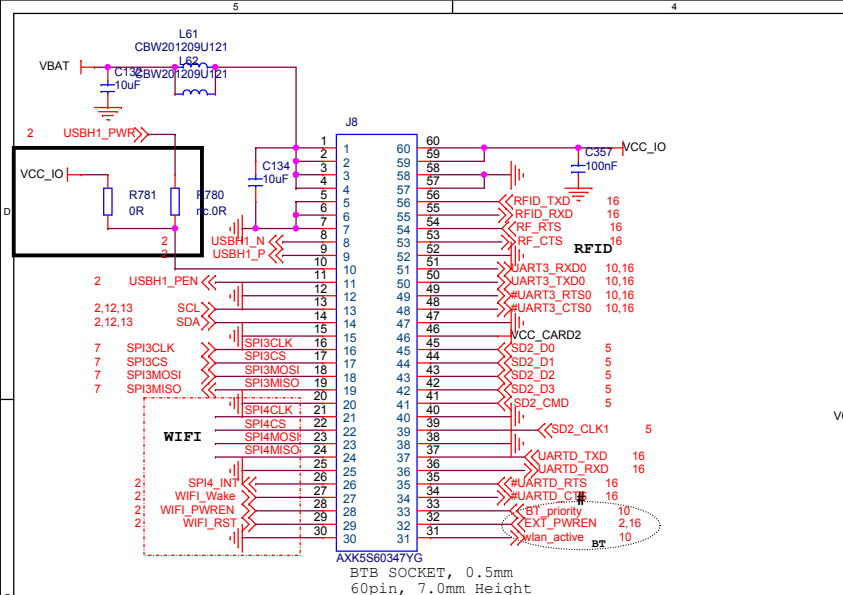 5 4
L61
CBW201209U121
L62
CBW201209U121
VBAT
C132
10uF
2 USBH1_PWR
VCC_IO
R781
0R
R780
nc.0R
D
C134
10uF
J8
VCC_IO
C357
100nF
1 1 60 60
2 2 59 59
3 3 58 58
4 4 57 57
5 5 56 56 RFID_TXD 16
6 6 55 55 RFID_RXD 16
7 7 54 54 RF_RTS 16
2 USBH1_N 8 8 53 53 RF_CTS 16
RFID
2 USBH1_P 9 9 52 52
10 10 51 51 UART3_RXD0 10,16
2 USBH1_PEN 11 11 50 50 UART3_TXD0 10,16
12 12 49 49 #UART3_RTS0 10,16
2,12,13 SCL 13 13 48 48 #UART3_CTS0 10,16
2,12,13 SDA 14 14 47 47
15 15 46 46 VCC_CARD2
7 SPI3CLK SPI3CLK 16 16 45 45 SD2_D0 5
7 SPI3CS SPI3CS 17 17 44 44 SD2_D1 5
7 SPI3MOSI SPI3MOSI 18 18 43 43 SD2_D2 5
7 SPI3MISO SPI3MISO 19 19 42 42 SD2_D3 5
20 20 41 41 SD2_CMD 5
SPI4CLK 21 21 40 40
WIFI SPI4CS 22 22 39 39 SD2_CLK1 5
SPI4MOSI 23 23 38 38
SPI4MISO 24 24 37 37 UARTD_TXD 16
25 25 36 36 UARTD_RXD 16
2 SPI4_INT 26 26 35 35 #UARTD_RTS 16
2 WIFI_Wake 27 27 34 34 #UARTD_CTS 16
#
2 WIFI_PWREN 28 28 33 33 BT_priority 10
2 WIFI_RST 29 29 32 32 EXT_PWREN 2,16
30 30 31 31 wlan_active 10
BT
AXK5S60347YG
BTB SOCKET, 0.5mm
60pin, 7.0mm Height